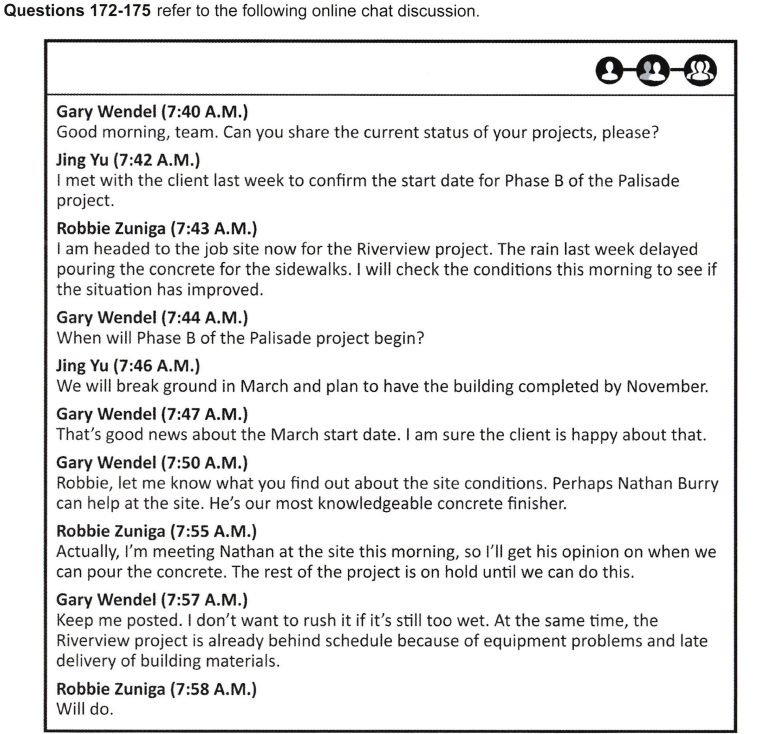 Questions 172-175 refer to the following online chat discussion.
Gary Wendel (7:40 A.M.)
Good morning, team. Can you share the current status of your projects, please?
Jing Yu (7:42 A.M.)
I met with the client last week to confirm the start date for Phase B of the Palisade
project.
Robbie Zuniga (7:43 A.M.)
I am headed to the job site now for the Riverview project. The rain last week delayed
pouring the concrete for the sidewalks. I will check the conditions this morning to see if
the situation has improved.
Gary Wendel (7:44 A.M.)
When will Phase B of the Palisade project begin?
Jing Yu (7:46 A.M.)
We will break ground in March and plan to have the building completed by November.
Gary Wendel (7:47 A.M.)
That's good news about the March start date. I am sure the client is happy about that.
Gary Wendel (7:50 A.M.)
Robbie, let me know what you find out about the site conditions. Perhaps Nathan Burry
can help at the site. He's our most knowledgeable concrete finisher.
Robbie Zuniga (7:55 A.M.)
Actually, I'm meeting Nathan at the site this morning, so I'll get his opinion on when we
can pour the concrete. The rest of the project is on hold until we can do this.
Gary Wendel (7:57 A.M.)
Keep me posted. I don't want to rush it if it's still too wet. At the same time, the
Riverview project is already behind schedule because of equipment problems and late
delivery of building materials.
Robbie Zuniga (7:58 A.M.)
Will do.